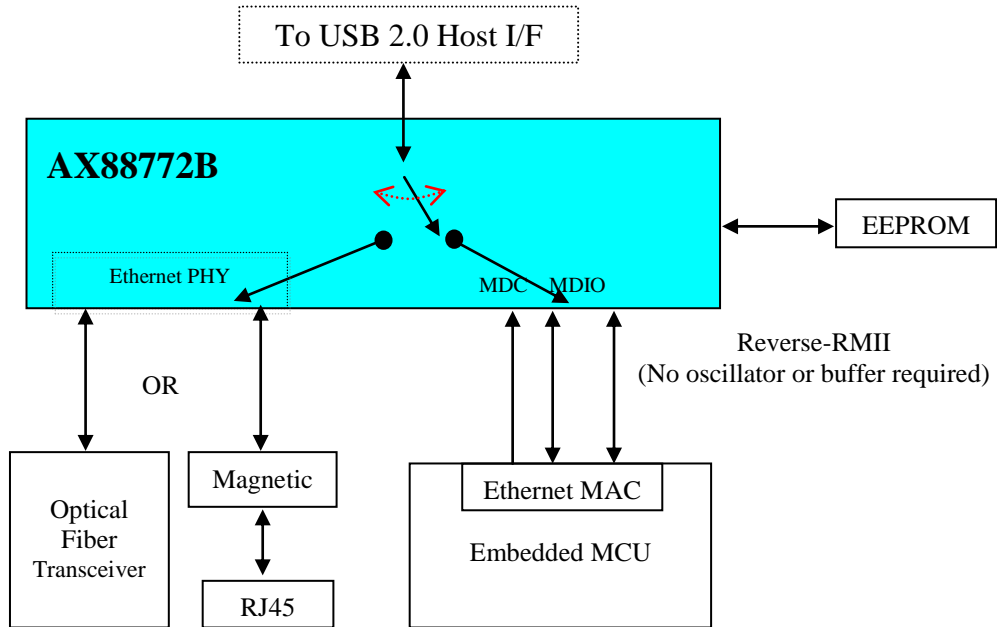 To USB 2.0 Host I/F
AX88772B
EEPROM
Ethernet PHY
MDC MDIO
Reverse-RMII
(No oscillator or buffer required)
OR
Optical
Fiber
Transceiver
Magnetic
RJ45
Ethernet MAC
Embedded MCU